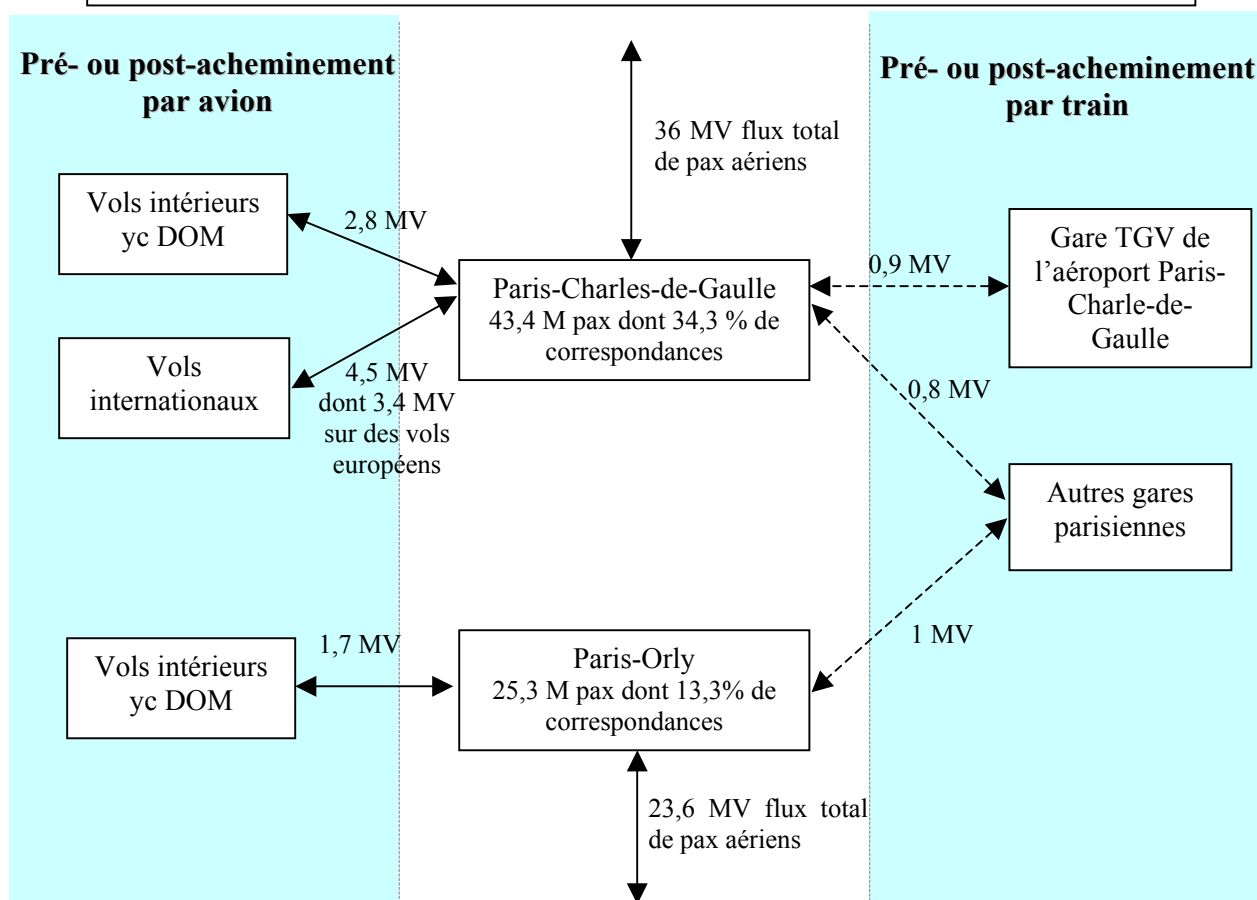 Pré- ou post-acheminement
par avion
Pré- ou post-acheminement
par train
36 MV flux total
de pax aériens
Vols intérieurs
yc DOM
2,8 MV
Paris-Charles-de-Gaulle
43,4 M pax dont 34,3 % de
correspondances
0,9 MV
Gare TGV de
l’aéroport Paris-
Charle-de-
Gaulle
Vols
internationaux
4,5 MV
dont 3,4 MV
sur des vols
européens
0,8 MV
Autres gares
parisiennes
Vols intérieurs
yc DOM
1,7 MV
Paris-Orly
25,3 M pax dont 13,3% de
correspondances
1 MV
23,6 MV flux total
de pax aériens